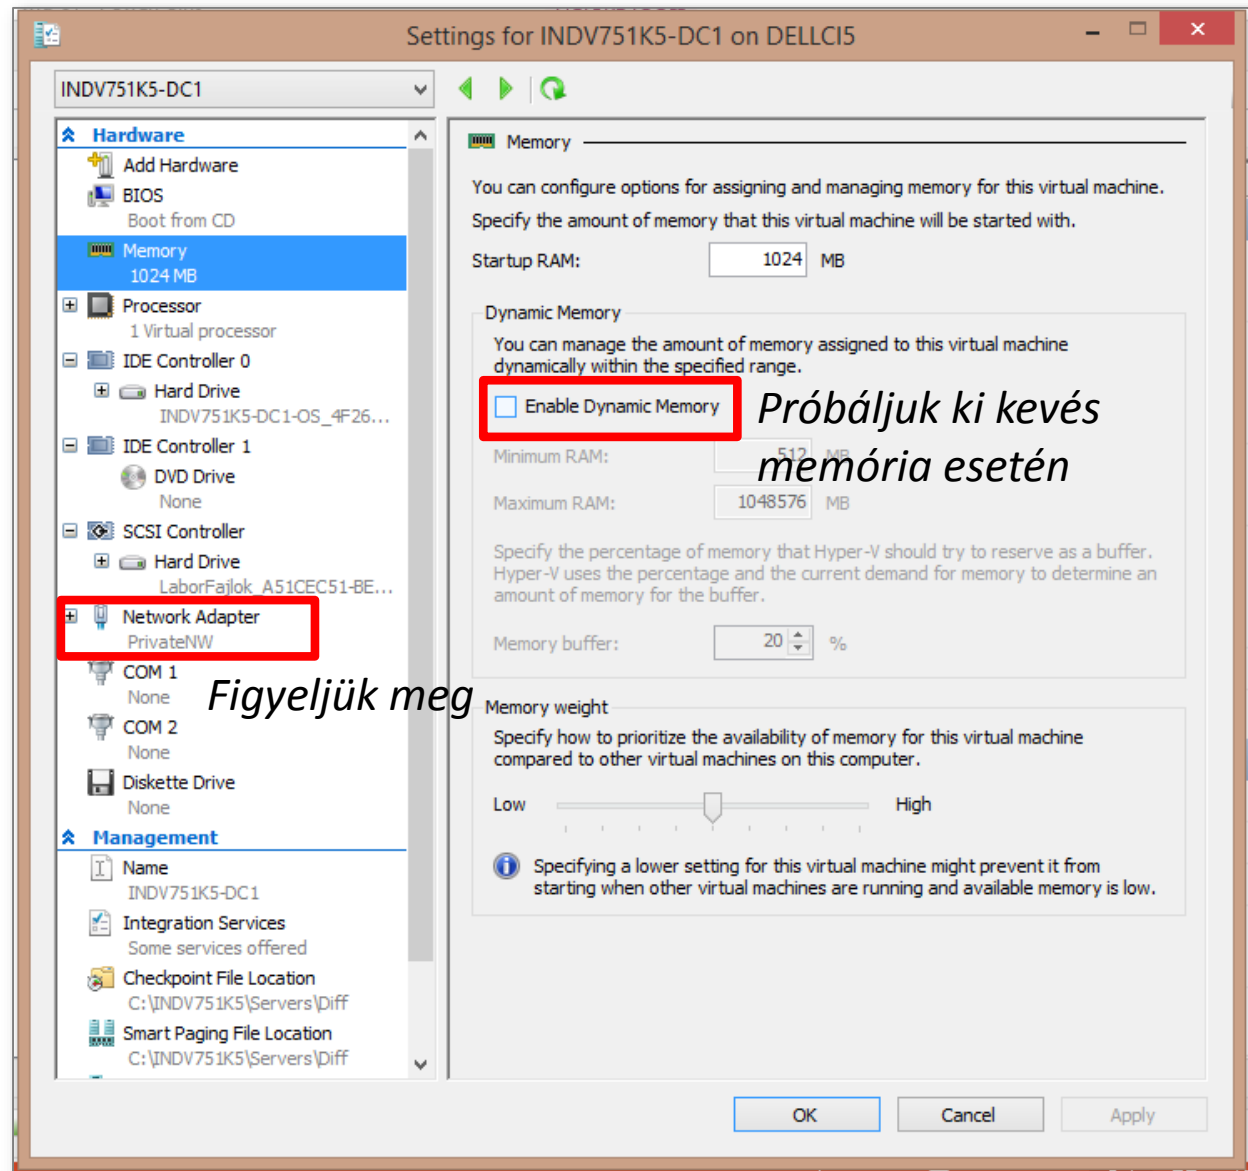 Settings for INDV751K5-DC1 on DELLCI5
INDV751K5-DC1
Hardware
Add Hardware
BIOS
Boot from CD
Memory
1024 MB
Processor
1 Virtual processor
IDE Controller 0
Hard Drive
INDV751K5-DC1-OS_4F26...
IDE Controller 1
DVD Drive
None
SCSI Controller
Hard Drive
LaborFajlok_A51CEC51-BE...
Network Adapter
PrivateNW
COM 1
None
Figyeljük meg
COM 2
None
Diskette Drive
None
Management
Name
INDV751K5-DC1
Integration Services
Some services offered
Checkpoint File Location
C:\INDV751K5\Servers\Diff
Smart Paging File Location
C:\INDV751K5\Servers\Diff
Memory
You can configure options for assigning and managing memory for this virtual machine.
Specify the amount of memory that this virtual machine will be started with.
Startup RAM: 1024 MB
Dynamic Memory
You can manage the amount of memory assigned to this virtual machine
dynamically within the specified range.
Enable Dynamic Memory
Próbáljuk ki kevés
memória esetén
Minimum RAM: 512 MB
Maximum RAM: 1048576 MB
Specify the percentage of memory that Hyper-V should try to reserve as a buffer.
Hyper-V uses the percentage and the current demand for memory to determine an
amount of memory for the buffer.
Memory buffer: 20 %
Memory weight
Specify how to prioritize the availability of memory for this virtual machine
compared to other virtual machines on this computer.
Low High
Specifying a lower setting for this virtual machine might prevent it from
starting when other virtual machines are running and available memory is low.
OK Cancel Apply